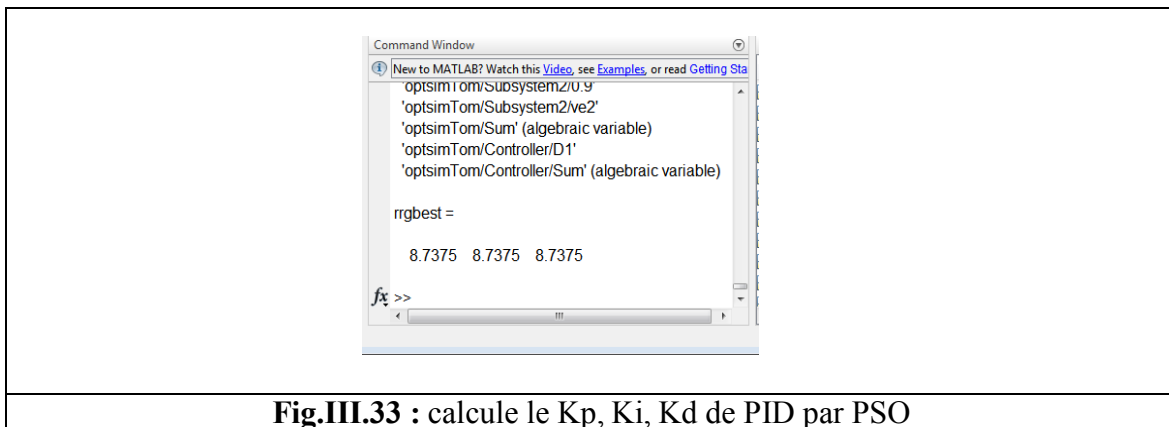 Command Window
New to MATLAB? Watch this Video, see Examples, or read Getting Sta
'optsimTom/Subsystem2/0.9'
'optsimTom/Subsystem2/ve2'
'optsimTom/Sum' (algebraic variable)
'optsimTom/Controller/D1'
'optsimTom/Controller/Sum' (algebraic variable)
rrgbest =
8.7375 8.7375 8.7375
fx >>
Fig.III.33 : calcule le Kp, Ki, Kd de PID par PSO